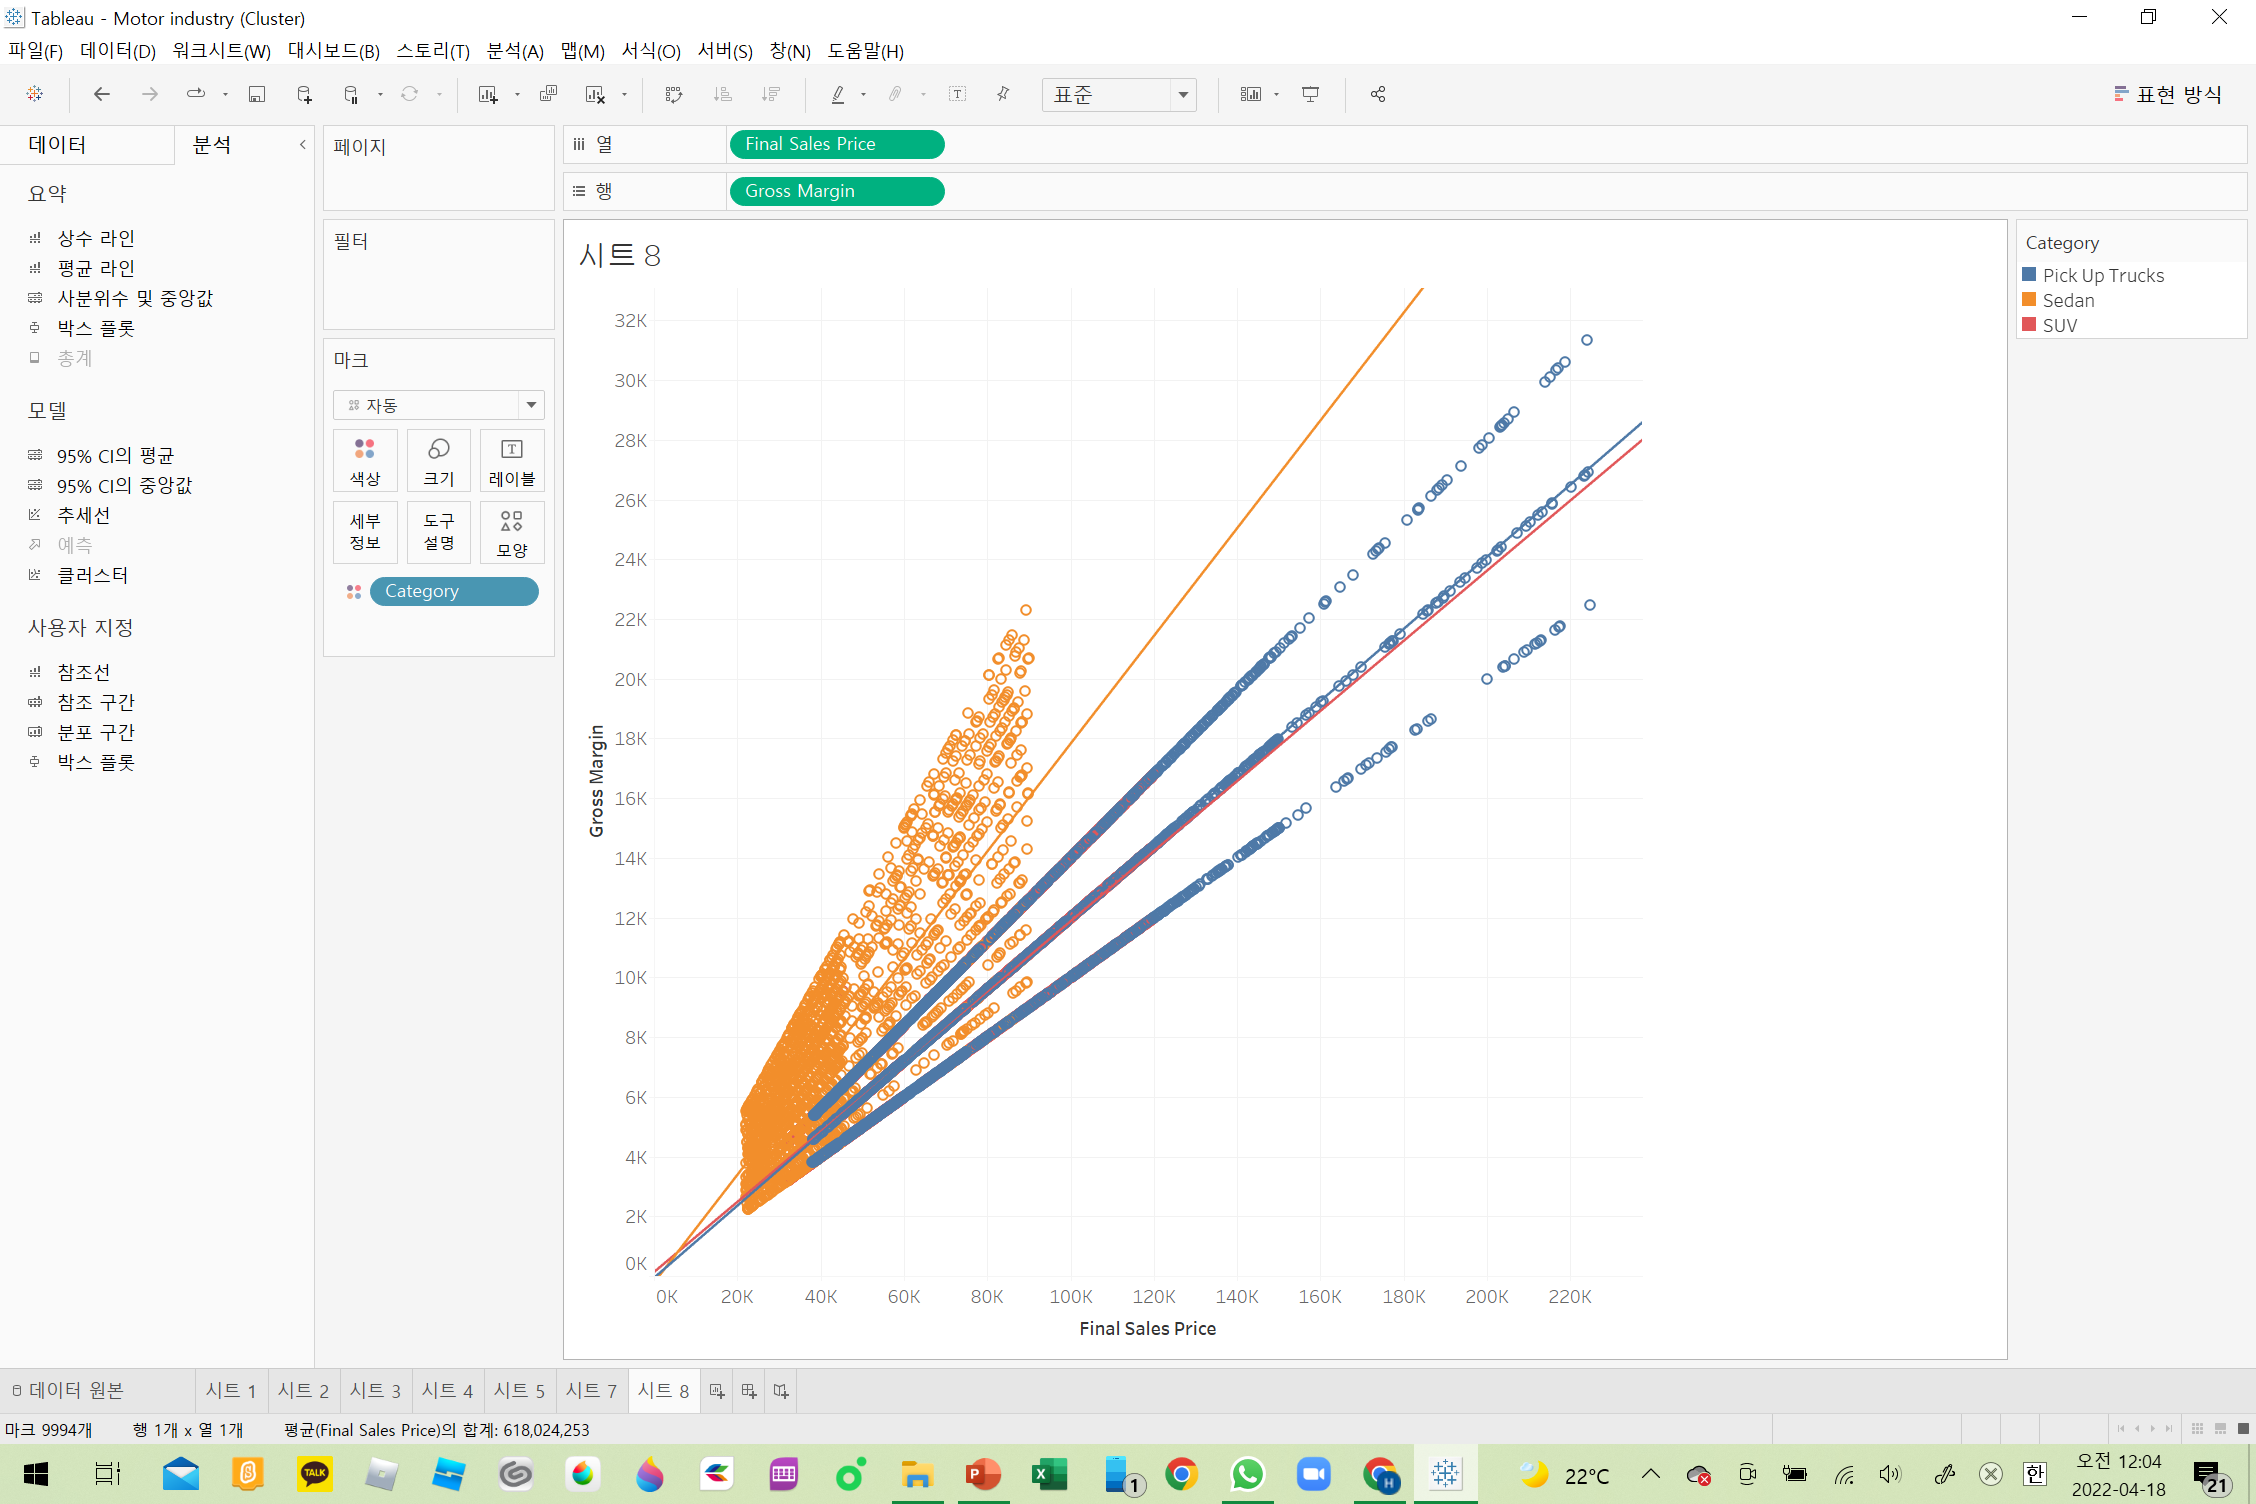 Tableau - Motor industry (Cluster)
파일(F) 데이터(D) 워크시트(W) 대시보드(B) 스토리(T) 분석(A) 맵(M) 서식(O) 서버(S) 창(N) 도움말(H)
표준
표현 방식
데이터
분석
요약
상수 라인
평균 라인
사분위수 및 중앙값
박스 플롯
총계
모델
95% CI의 평균
95% CI의 중앙값
추세선
예측
클러스터
사용자 지정
참조선
참조 구간
분포 구간
박스 플롯
페이지
필터
마크
자동
색상
크기
T
레이블
세부
정보
도구
설명
모양
Category
열
Final Sales Price
행
Gross Margin
시트 8
32K
30K
28K
26K
24K
22K
20K
18K
16K
14K
12K
10K
8K
6K
4K
2K
0K
Gross Margin
0K 20K 40K 60K 80K 100K 120K 140K 160K 180K 200K 220K
Final Sales Price
Category
Pick Up Trucks
Sedan
SUV
데이터 원본 시트 1 시트 2 시트 3 시트 4 시트 5 시트 7 시트 8
마크 9994개 행 1개 x 열 1개 평균(Final Sales Price)의 합계: 618,024,253
TALK
P
X
1
H
22°C
한
오전 12:04
2022-04-18
21